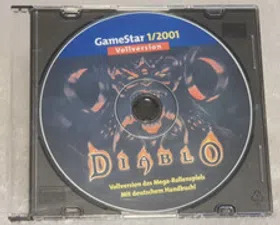 GameStar 1/2001
Vollversion
DIABLO
Vollversion des Mega-Rollenspiels
Mit deutschem Handbuch!